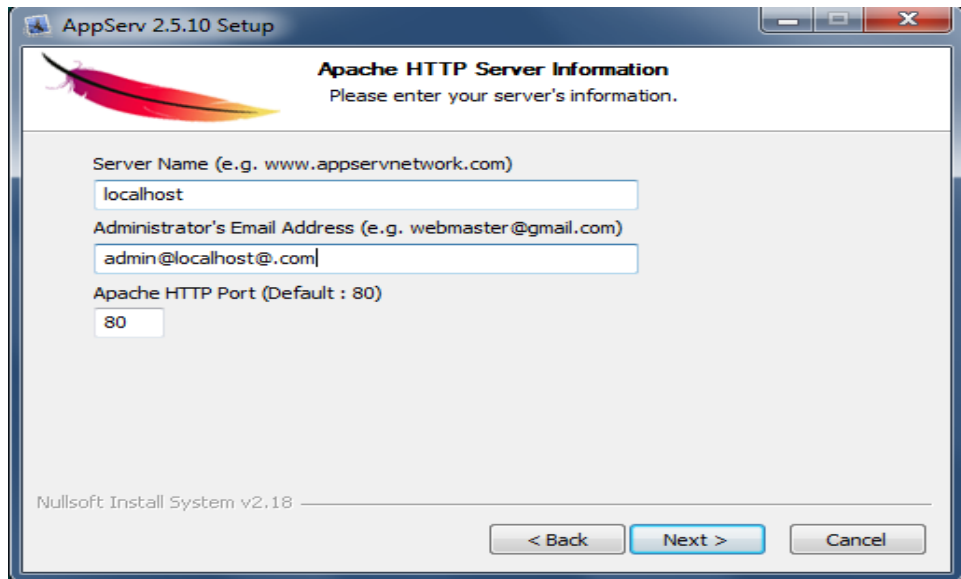 AppServ 2.5.10 Setup
Apache HTTP Server Information
Please enter your server's information.
Server Name (e.g. www.appservnetwork.com)
localhost
Administrator's Email Address (e.g. webmaster@gmail.com)
admin@localhost@.com
Apache HTTP Port (Default : 80)
80
Nullsoft Install System v2.18
< Back Next > Cancel